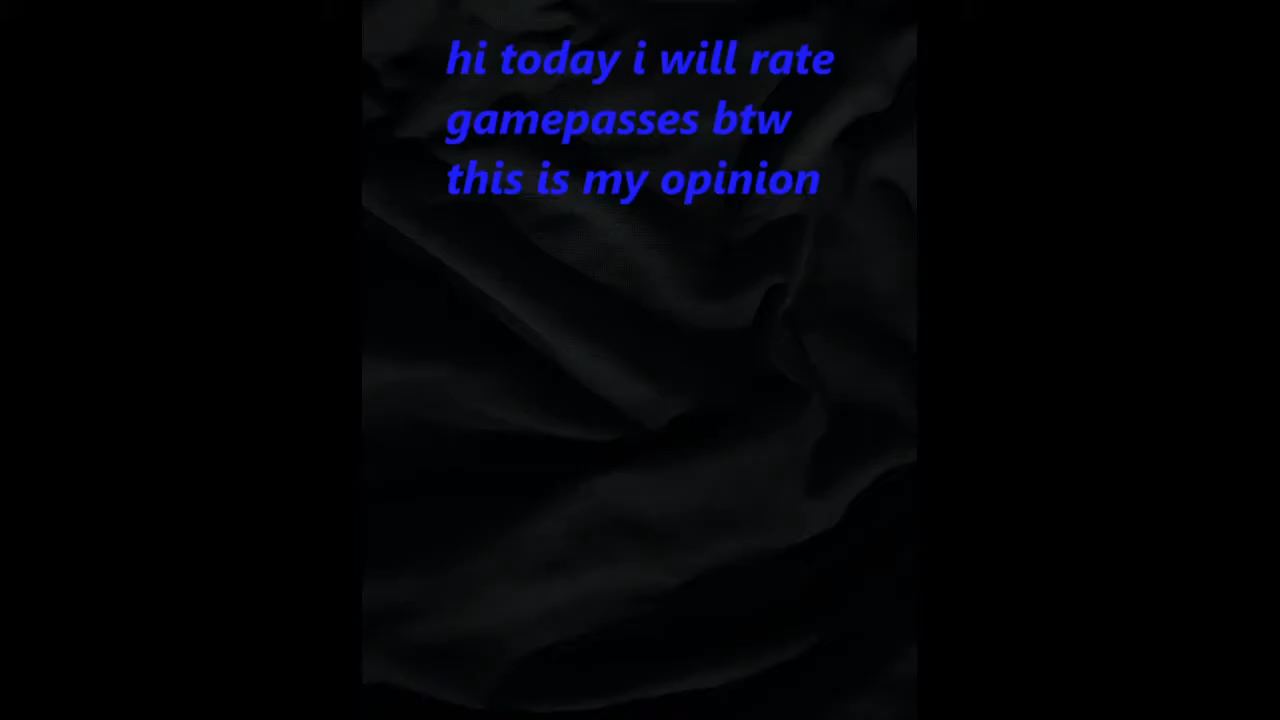 hi today i will rate
gamepasses btw
this is my opinion